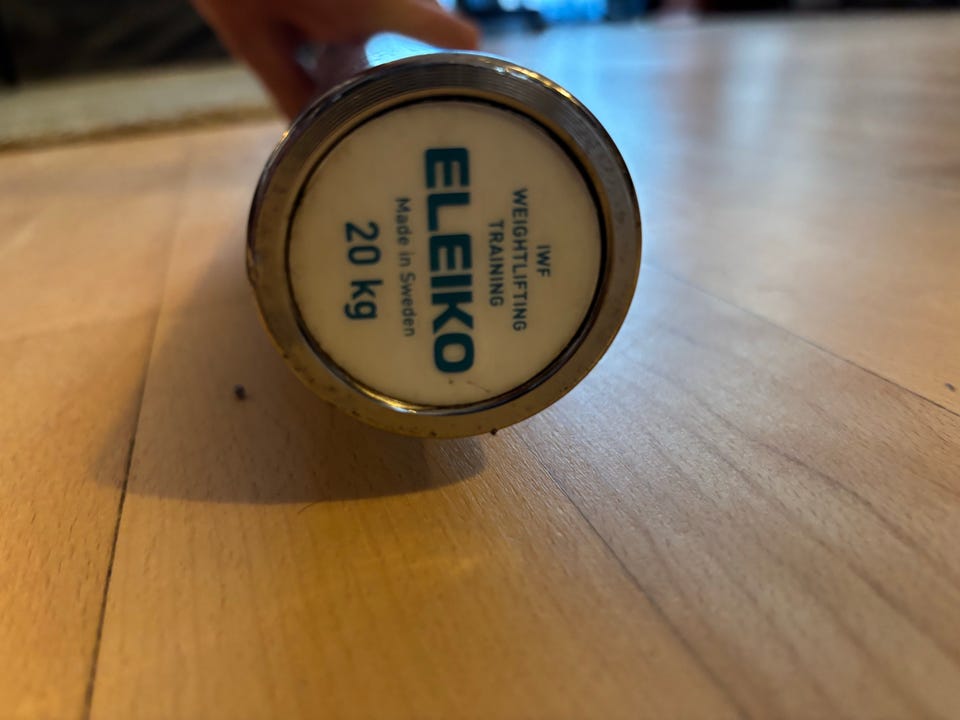 IWF
WEIGHTLIFTING
TRAINING
ELEIKO
Made in Sweden
20 kg